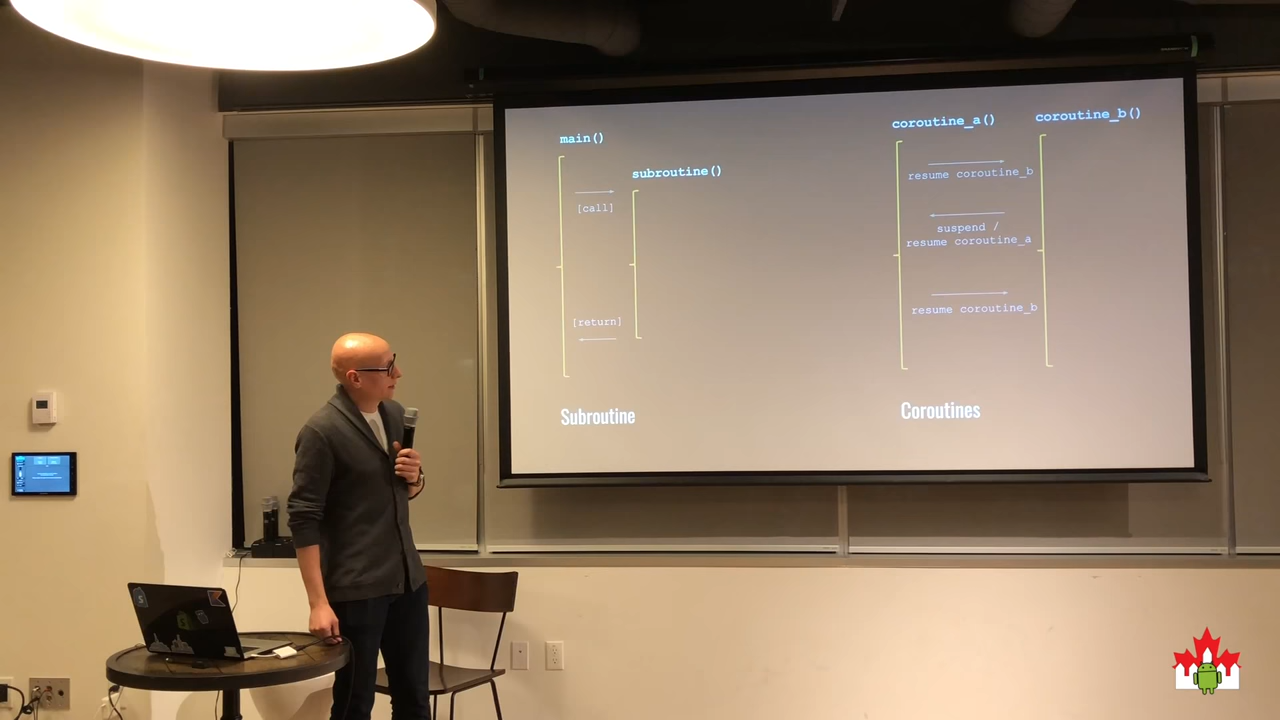 main()
subroutine()
[call]
[return]
Subroutine
coroutine_a()
coroutine_b()
resume coroutine_b
suspend /
resume coroutine_a
resume coroutine_b
Coroutines